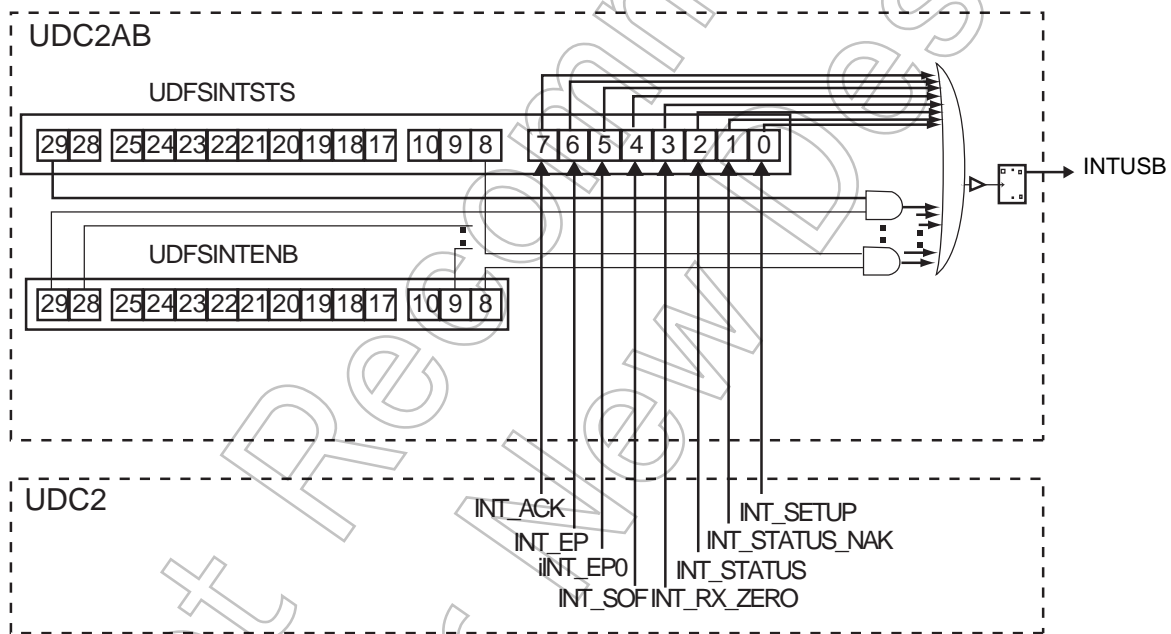 UDC2AB
UDFSINTSTS
29 28 25 24 23 22 21 20 19 18 17 10 9 8 7 6 5 4 3 2 1 0
INTUSB
UDFSINTENB
29 28 25 24 23 22 21 20 19 18 17 10 9 8
UDC2
INT_ACK
INT_SETUP
INT_EP
INT_STATUS_NAK
iINT_EP0
INT_STATUS
INT_SOF INT_RX_ZERO